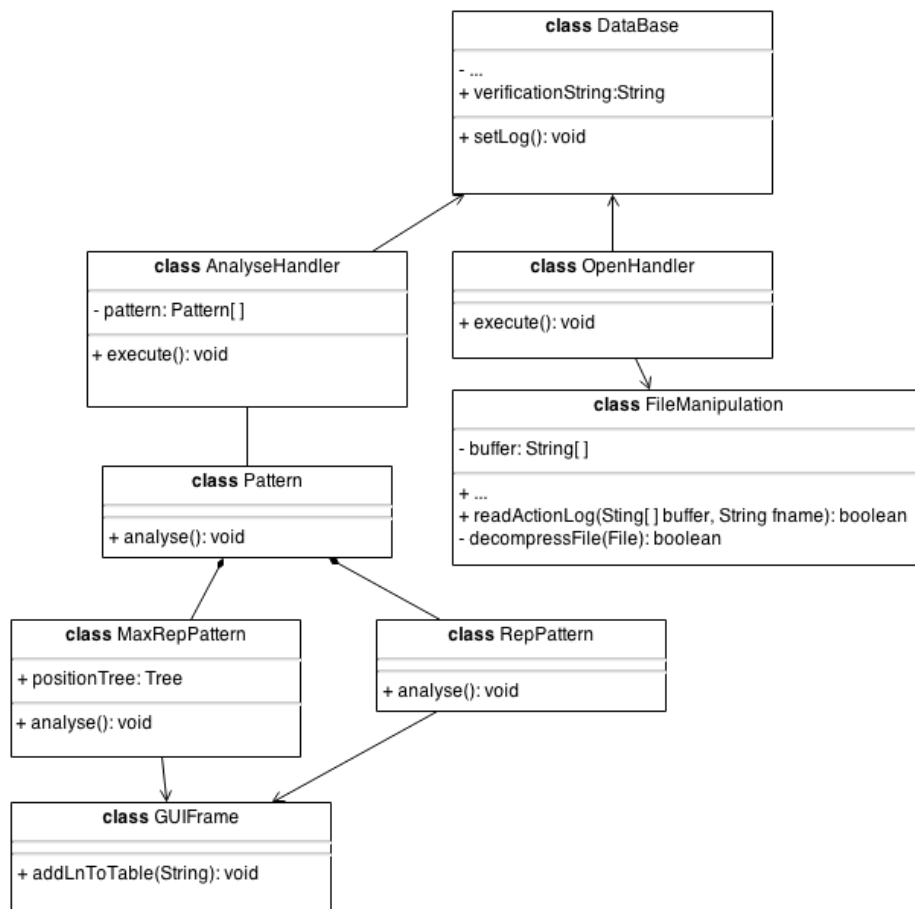 class DataBase
- ...
+ verificationString:String
+ setLog(): void
class AnalyseHandler
- pattern: Pattern[ ]
+ execute(): void
class OpenHandler
+ execute(): void
class FileManipulation
- buffer: String[ ]
+ ...
+ readActionLog(Sting[ ] buffer, String fname): boolean
- decompressFile(File): boolean
class Pattern
+ analyse(): void
class MaxRepPattern
+ positionTree: Tree
+ analyse(): void
class RepPattern
+ analyse(): void
class GUIFrame
+ addLnToTable(String): void